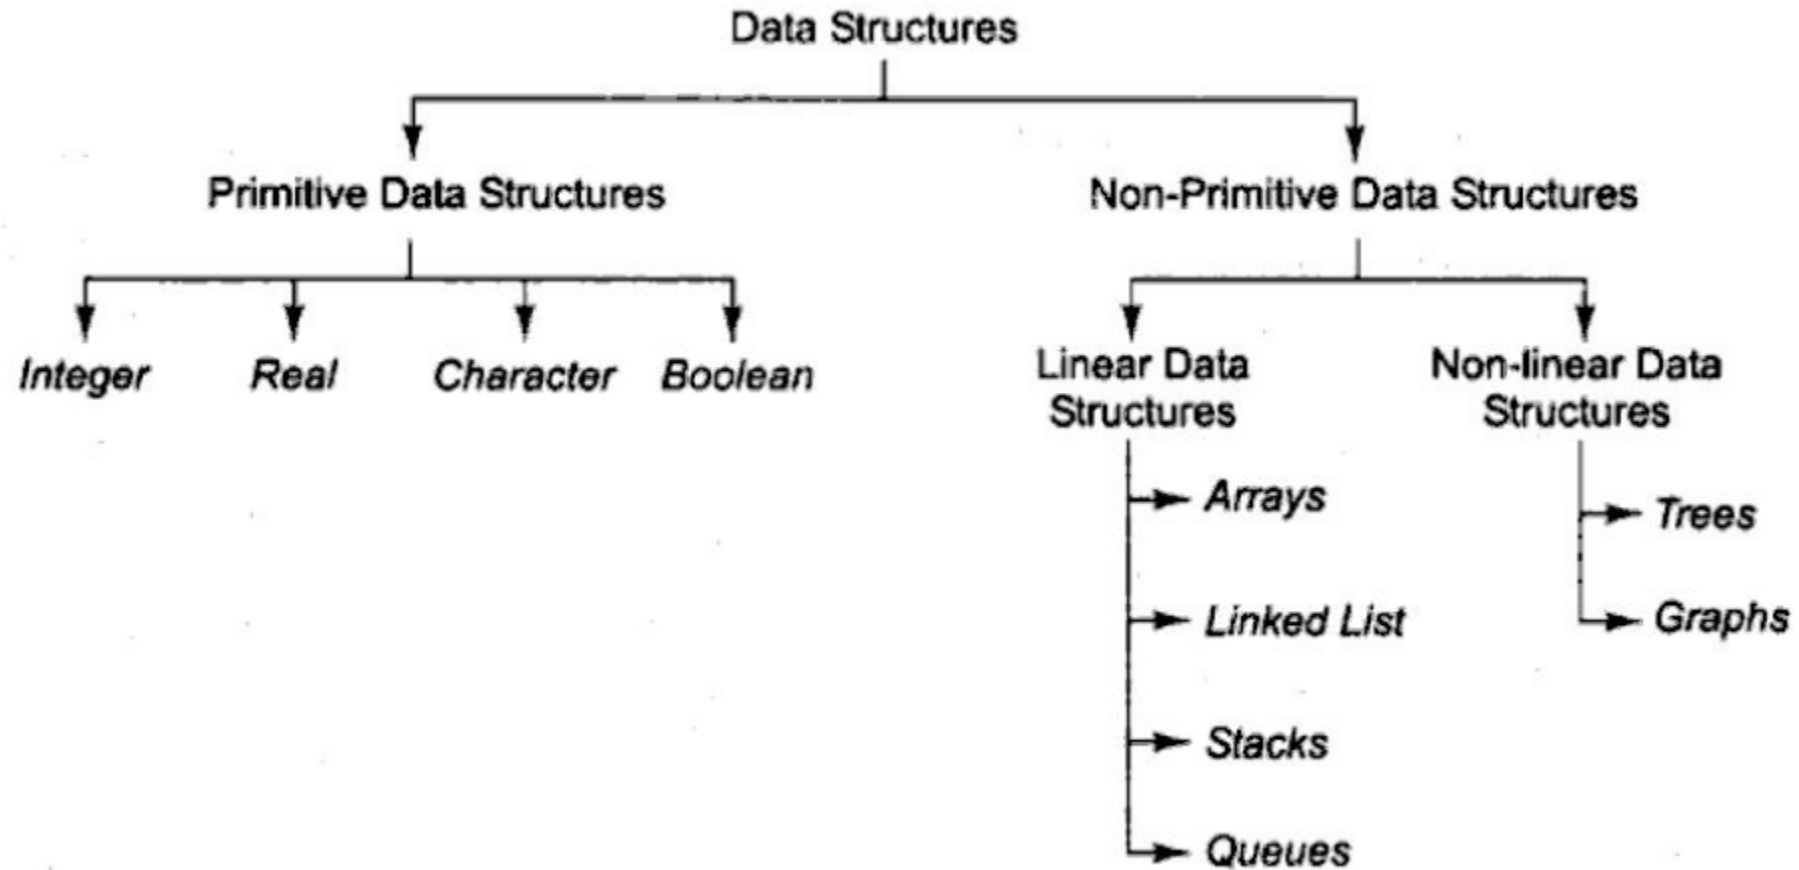 Data Structures
Primitive Data Structures
Non-Primitive Data Structures
Integer
Real
Character
Boolean
Linear Data
Structures
Non-linear Data
Structures
Arrays
Trees
Linked List
Graphs
Stacks
Queues